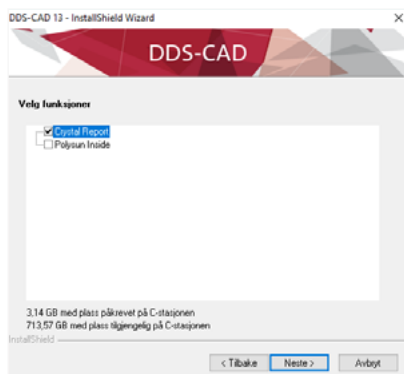 DDS-CAD 13 - InstallShield Wizard
DDS-CAD
Velg funksjoner
Crystal Report
Polysun Inside
3,14 GB med plass påkrevet på C-stasjonen
713,57 GB med plass tilgjengelig på C-stasjonen
InstallShield
< Tilbake Neste > Avbryt